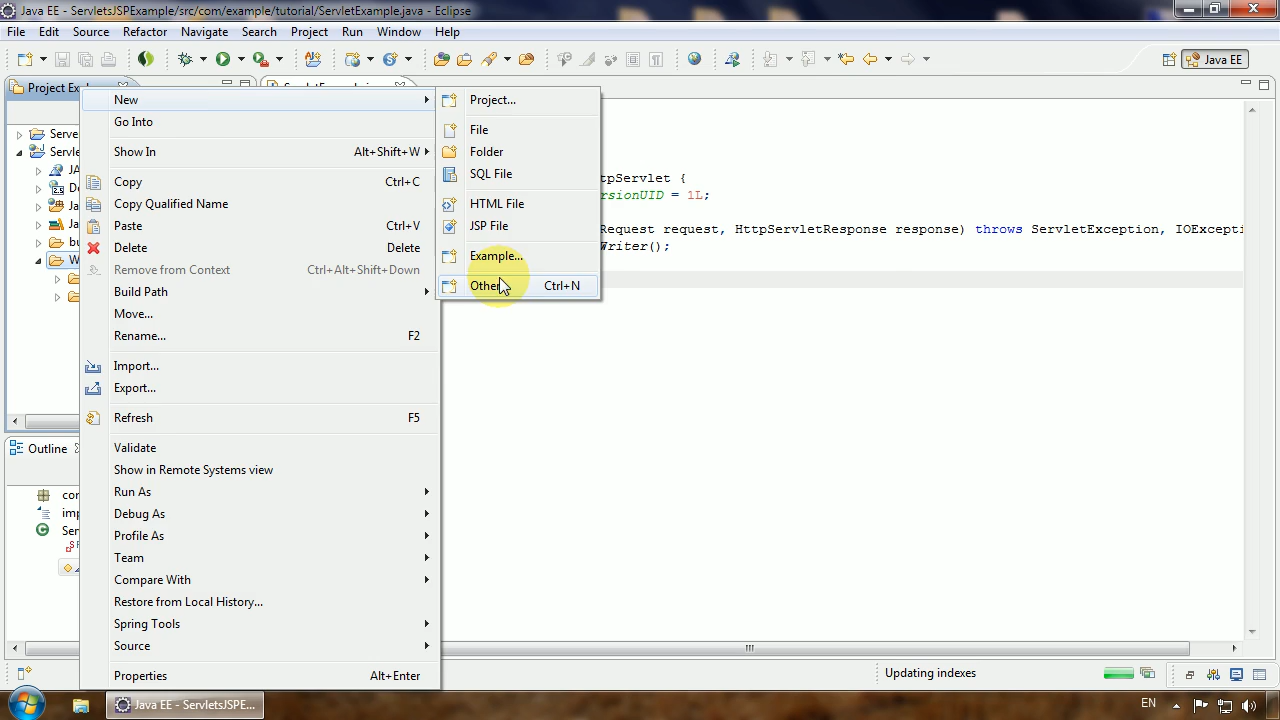 Java EE - ServletsJSPExample/src/com/example/tutorial/ServletExample.java - Eclipse
File Edit Source Refactor Navigate Search Project Run Window Help
Java EE
Project
New
Project...
Go Into
File
Show In Alt+Shift+W
Folder
tpServlet {
Copy Ctrl+C
SQL File
rsionUID = 1L;
Copy Qualified Name
HTML File
Paste Ctrl+V
JSP File
Request request, HttpServletResponse response) throws ServletException, IOExcepti
Delete Delete
Writer();
Example...
Remove from Context Ctrl+Alt+Shift+Down
Other Ctrl+N
Build Path
Move...
Rename... F2
Import...
Export...
Refresh F5
Outline
Validate
Show in Remote Systems view
Run As
Debug As
Profile As
Team
Compare With
Restore from Local History...
Spring Tools
Source
Properties Alt+Enter
Updating indexes
Java EE - ServletsJSPE...
EN